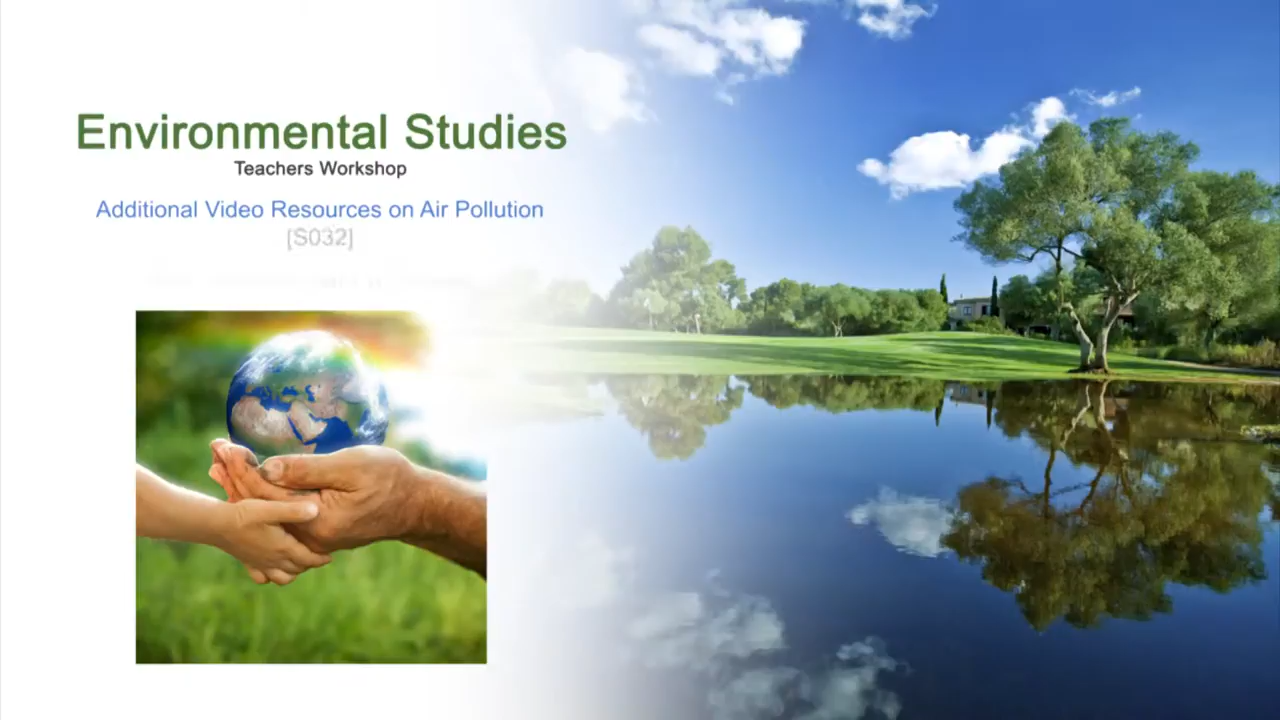 Environmental Studies
Teachers Workshop
Additional Video Resources on Air Pollution
[S032]